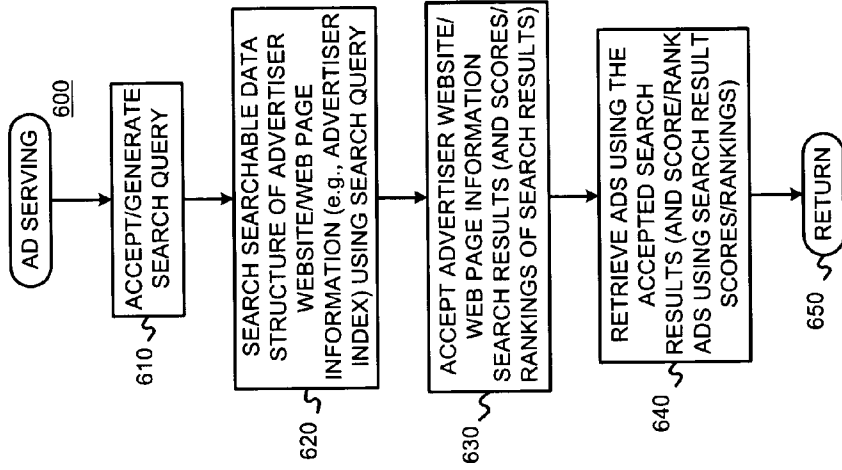 AD SERVING
600
ACCEPT/GENERATE
SEARCH QUERY
610
SEARCH SEARCHABLE DATA
STRUCTURE OF ADVERTISER
WEBSITE/WEB PAGE
INFORMATION (e.g., ADVERTISER
INDEX) USING SEARCH QUERY
620
ACCEPT ADVERTISER WEBSITE/
WEB PAGE INFORMATION
SEARCH RESULTS (AND SCORES/
RANKINGS OF SEARCH RESULTS)
630
RETRIEVE ADS USING THE
ACCEPTED SEARCH
RESULTS (AND SCORE/RANK
ADS USING SEARCH RESULT
SCORES/RANKINGS)
640
RETURN
650